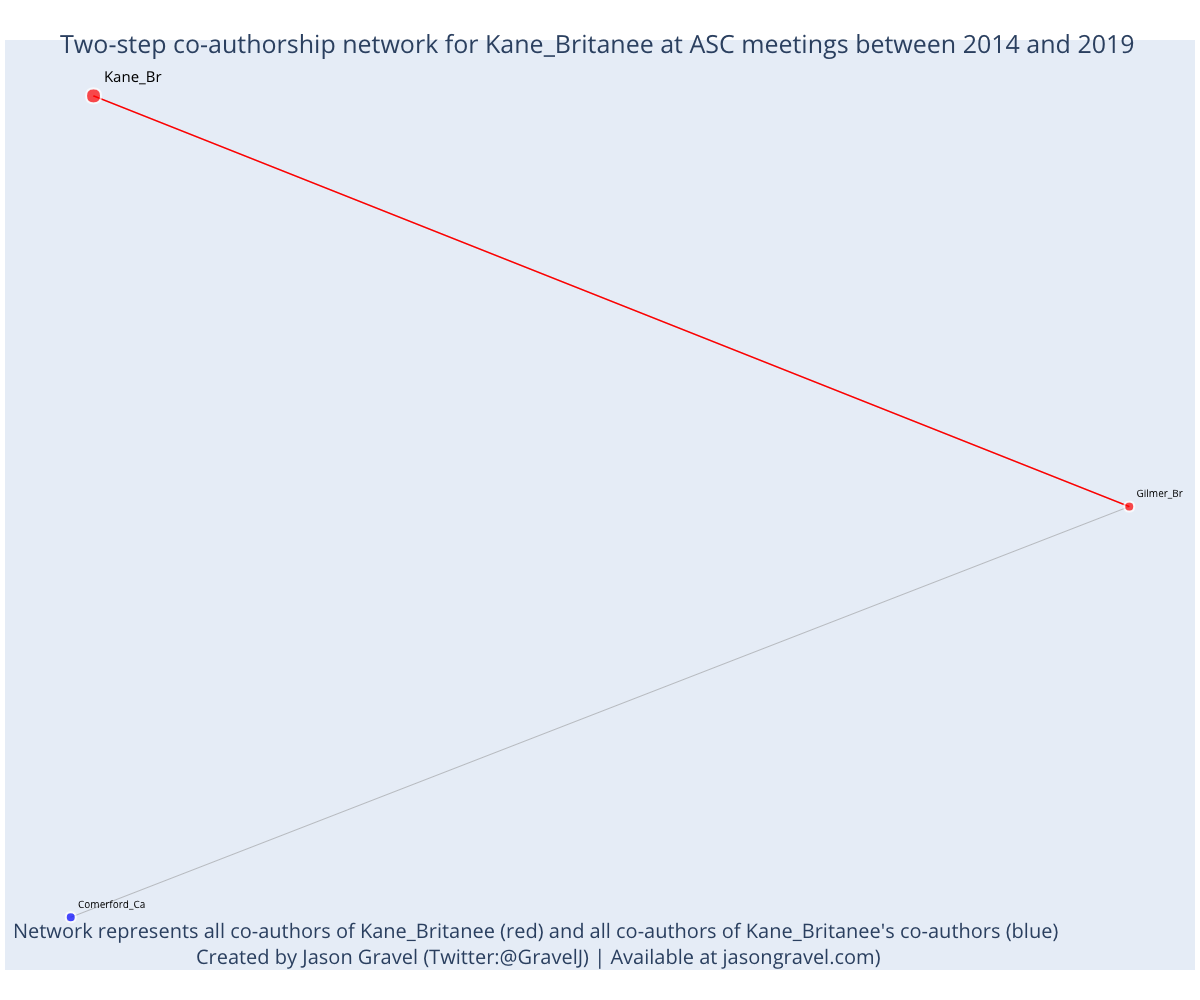 Two-step co-authorship network for Kane_Britanee at ASC meetings between 2014 and 2019
Kane_Br
Gilmer_Br
Comerford_Ca
Network represents all co-authors of Kane_Britanee (red) and all co-authors of Kane_Britanee's co-authors (blue)
Created by Jason Gravel (Twitter:@GravelJ) | Available at jasongravel.com)